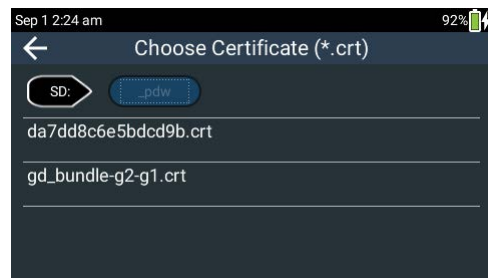 Sep 1 2:24 am 92%
Choose Certificate (*.crt)
SD: _pdw
da7dd8c6e5bdcd9b.crt
gd_bundle-g2-g1.crt